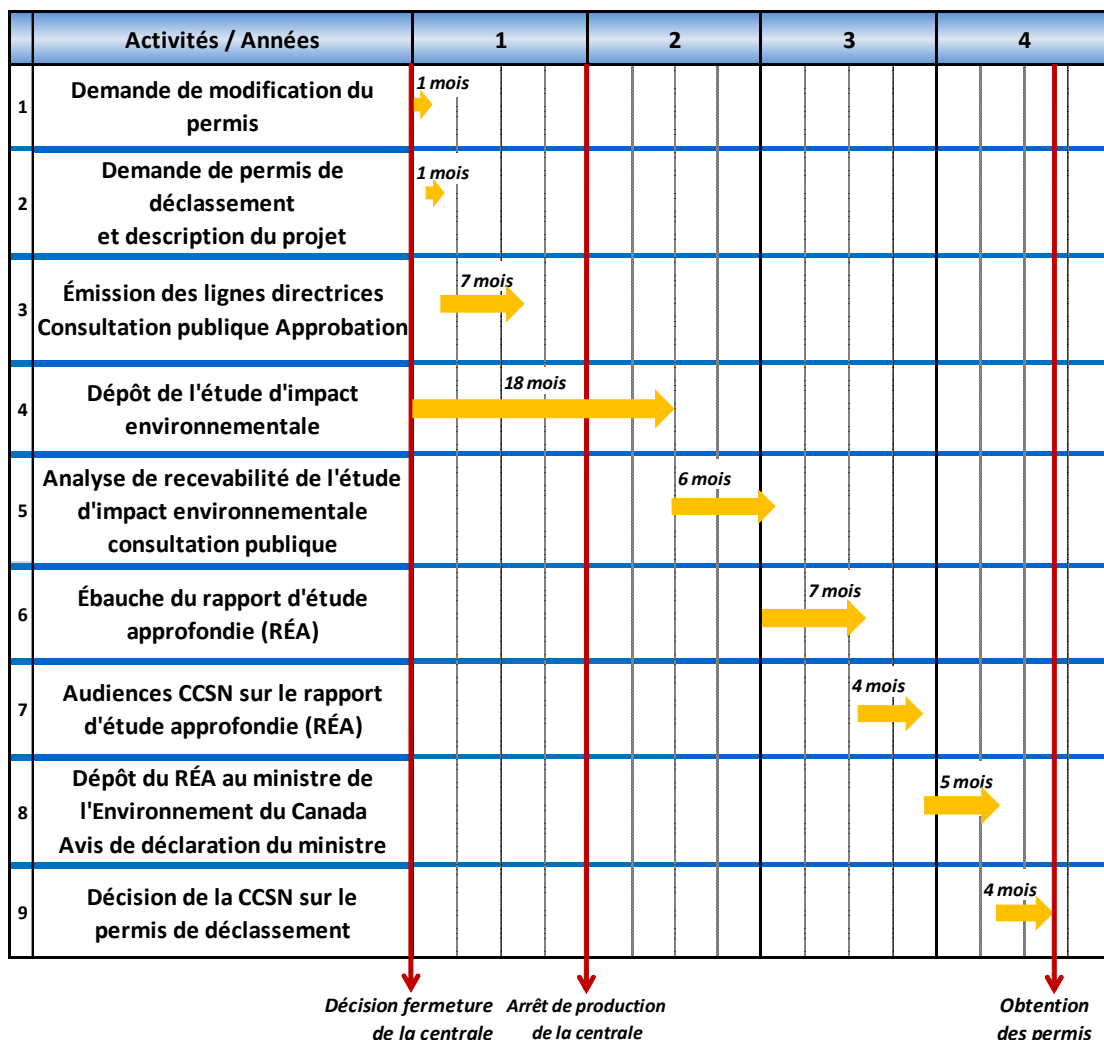 Activités / Années 1 2 3 4
1 Demande de modification du
permis
1 mois
2 Demande de permis de
déclassement
et description du projet
1 mois
3 Émission des lignes directrices
Consultation publique Approbation
7 mois
4 Dépôt de l'étude d'impact
environnementale
18 mois
5 Analyse de recevabilité de l'étude
d'impact environnementale
consultation publique
6 mois
6 Ébauche du rapport d'étude
approfondie (RÉA)
7 mois
7 Audiences CCSN sur le rapport
d'étude approfondie (RÉA)
4 mois
8 Dépôt du RÉA au ministre de
l'Environnement du Canada
Avis de déclaration du ministre
5 mois
9 Décision de la CCSN sur le
permis de déclassement
4 mois
Décision fermeture
de la centrale
Arrêt de production
de la centrale
Obtention
des permis